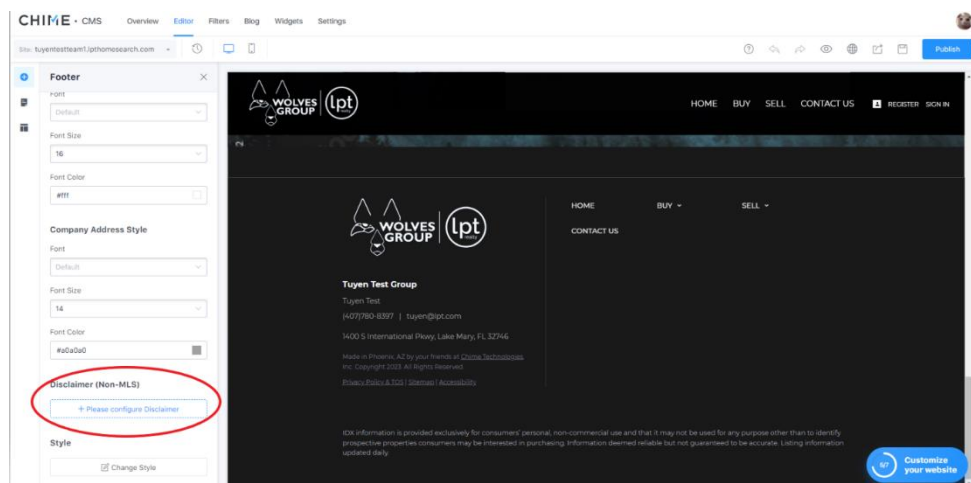 CHIME · CMS Overview Editor Filters Blog Widgets Settings
Site: tuyentestteam1.lpthomesearch.com
Publish
Footer
Font
Default
Font Size
16
Font Color
#fff
Company Address Style
Font
Default
Font Size
14
Font Color
#a0a0a0
Disclaimer (Non-MLS)
+ Please configure Disclaimer
Style
Change Style
WOLVES GROUP lpt
HOME BUY SELL CONTACT US REGISTER SIGN IN
WOLVES GROUP lpt
HOME BUY SELL
CONTACT US
Tuyen Test Group
Tuyen Test
(407)780-8397 | tuyen@lpt.com
1400 S International Pkwy, Lake Mary, FL 32746
Made in Phoenix, AZ by your friends at Chime Technologies
Inc. Copyright 2023. All Rights Reserved.
Privacy Policy & TOS | Sitemap | Accessibility
IDX information is provided exclusively for consumers' personal, non-commercial use and that it may not be used for any purpose other than to identify
prospective properties consumers may be interested in purchasing. Information deemed reliable but not guaranteed to be accurate. Listing information
updated daily.
Customize
your website